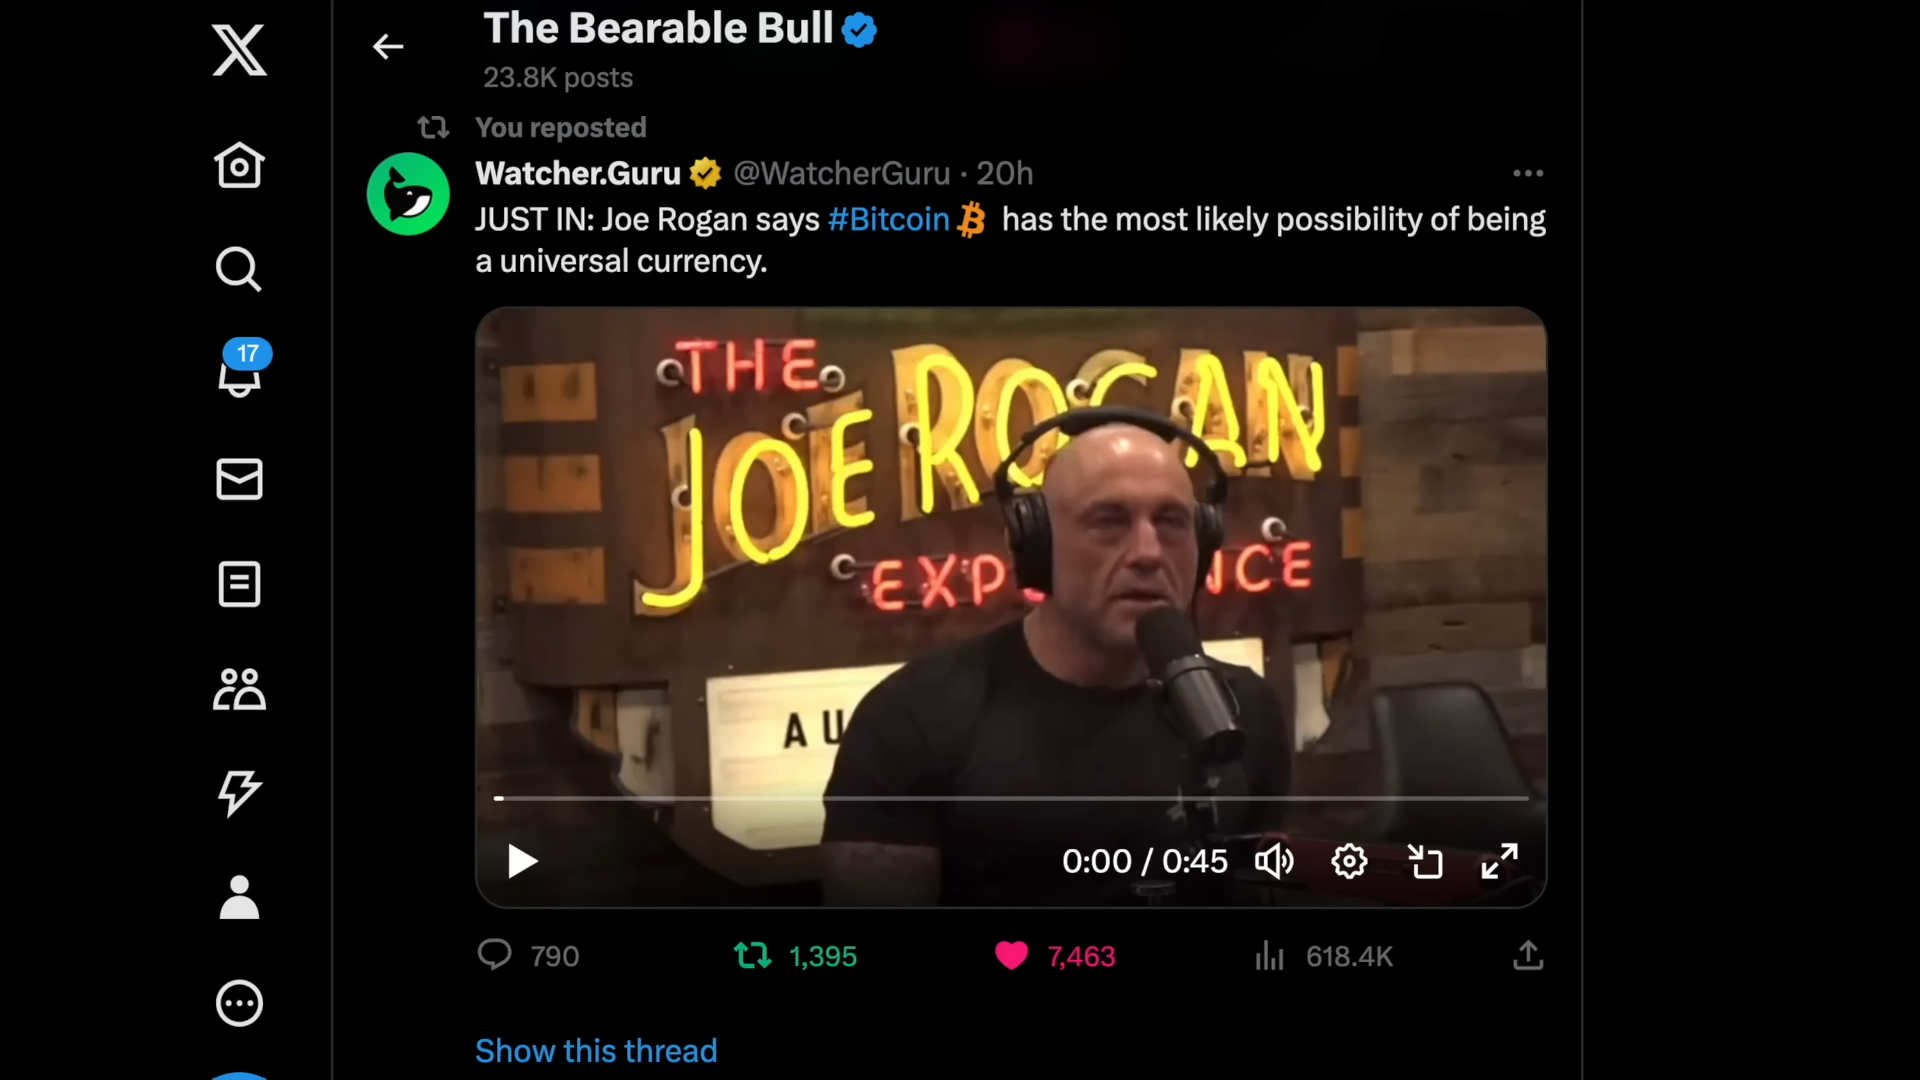 The Bearable Bull
23.8K posts
You reposted
Watcher.Guru @WatcherGuru · 20h
JUST IN: Joe Rogan says #Bitcoin has the most likely possibility of being
a universal currency.
17
THE
JOE ROGAN
EXP NCE
AU
0:00 / 0:45
790
1,395
7,463
618.4K
Show this thread